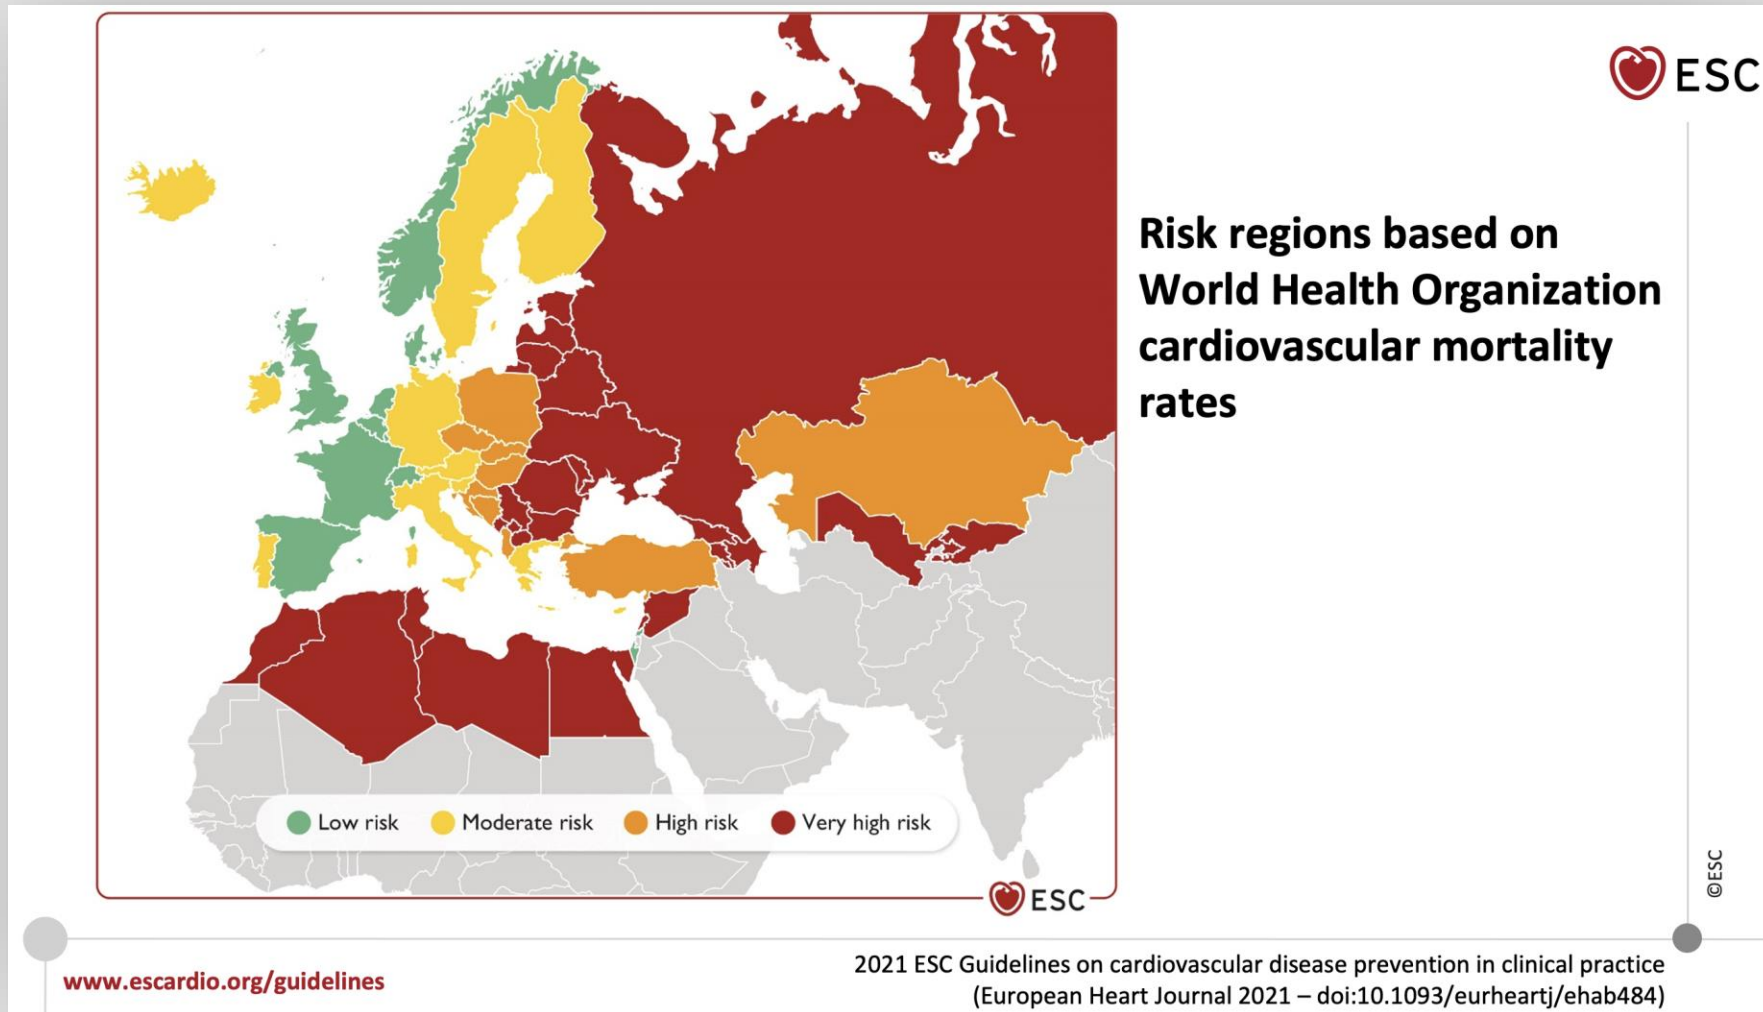 ESC
Risk regions based on
World Health Organization
cardiovascular mortality
rates
Low risk
Moderate risk
High risk
Very high risk
ESC
©ESC
www.escardio.org/guidelines
2021 ESC Guidelines on cardiovascular disease prevention in clinical practice
(European Heart Journal 2021 – doi:10.1093/eurheartj/ehab484)